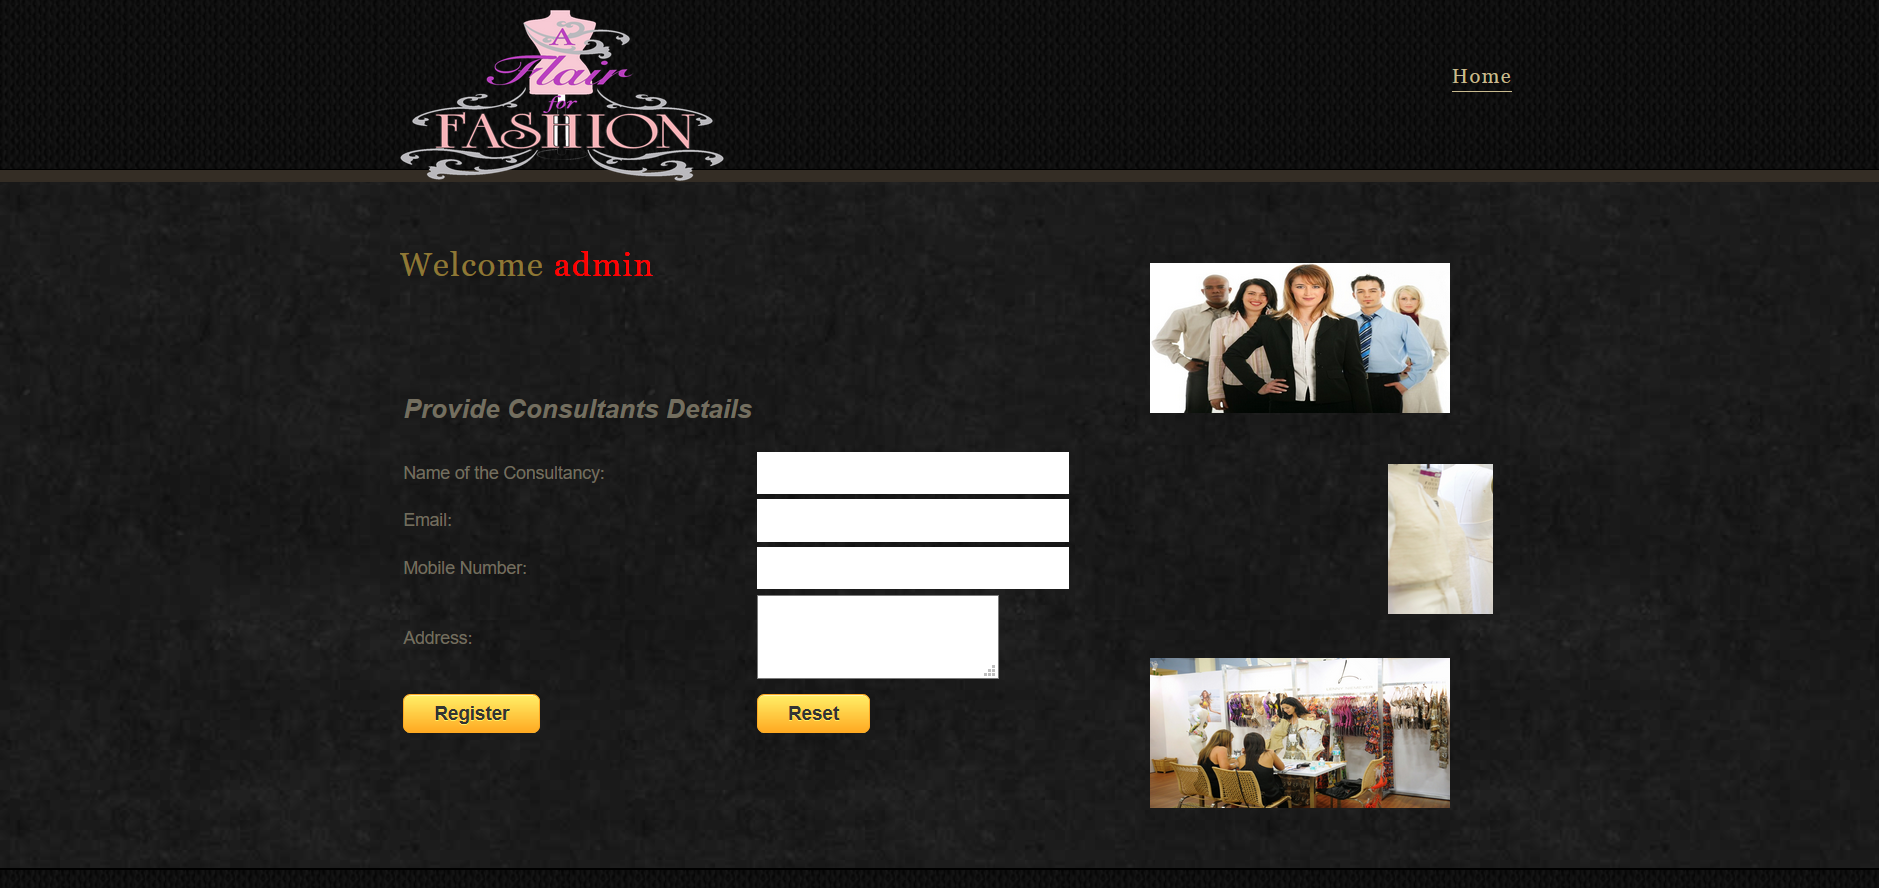 A
Flair
for
FASHION
Home
Welcome admin
Provide Consultants Details
Name of the Consultancy:
Email:
Mobile Number:
Address:
Register
Reset